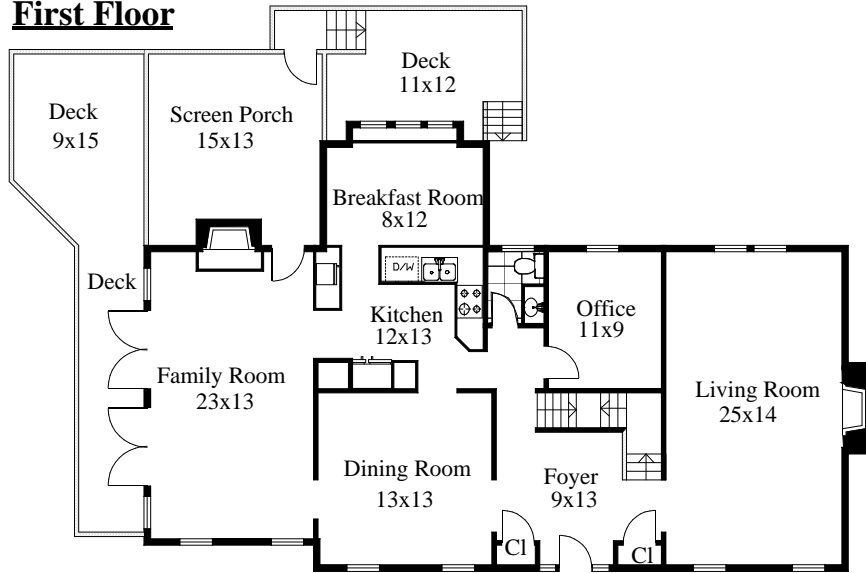 First Floor
Deck
11x12
Deck
9x15
Screen Porch
15x13
Breakfast Room
8x12
D/W
Deck
Kitchen
12x13
Office
11x9
Family Room
23x13
Living Room
25x14
Dining Room
13x13
Foyer
9x13
Cl
Cl